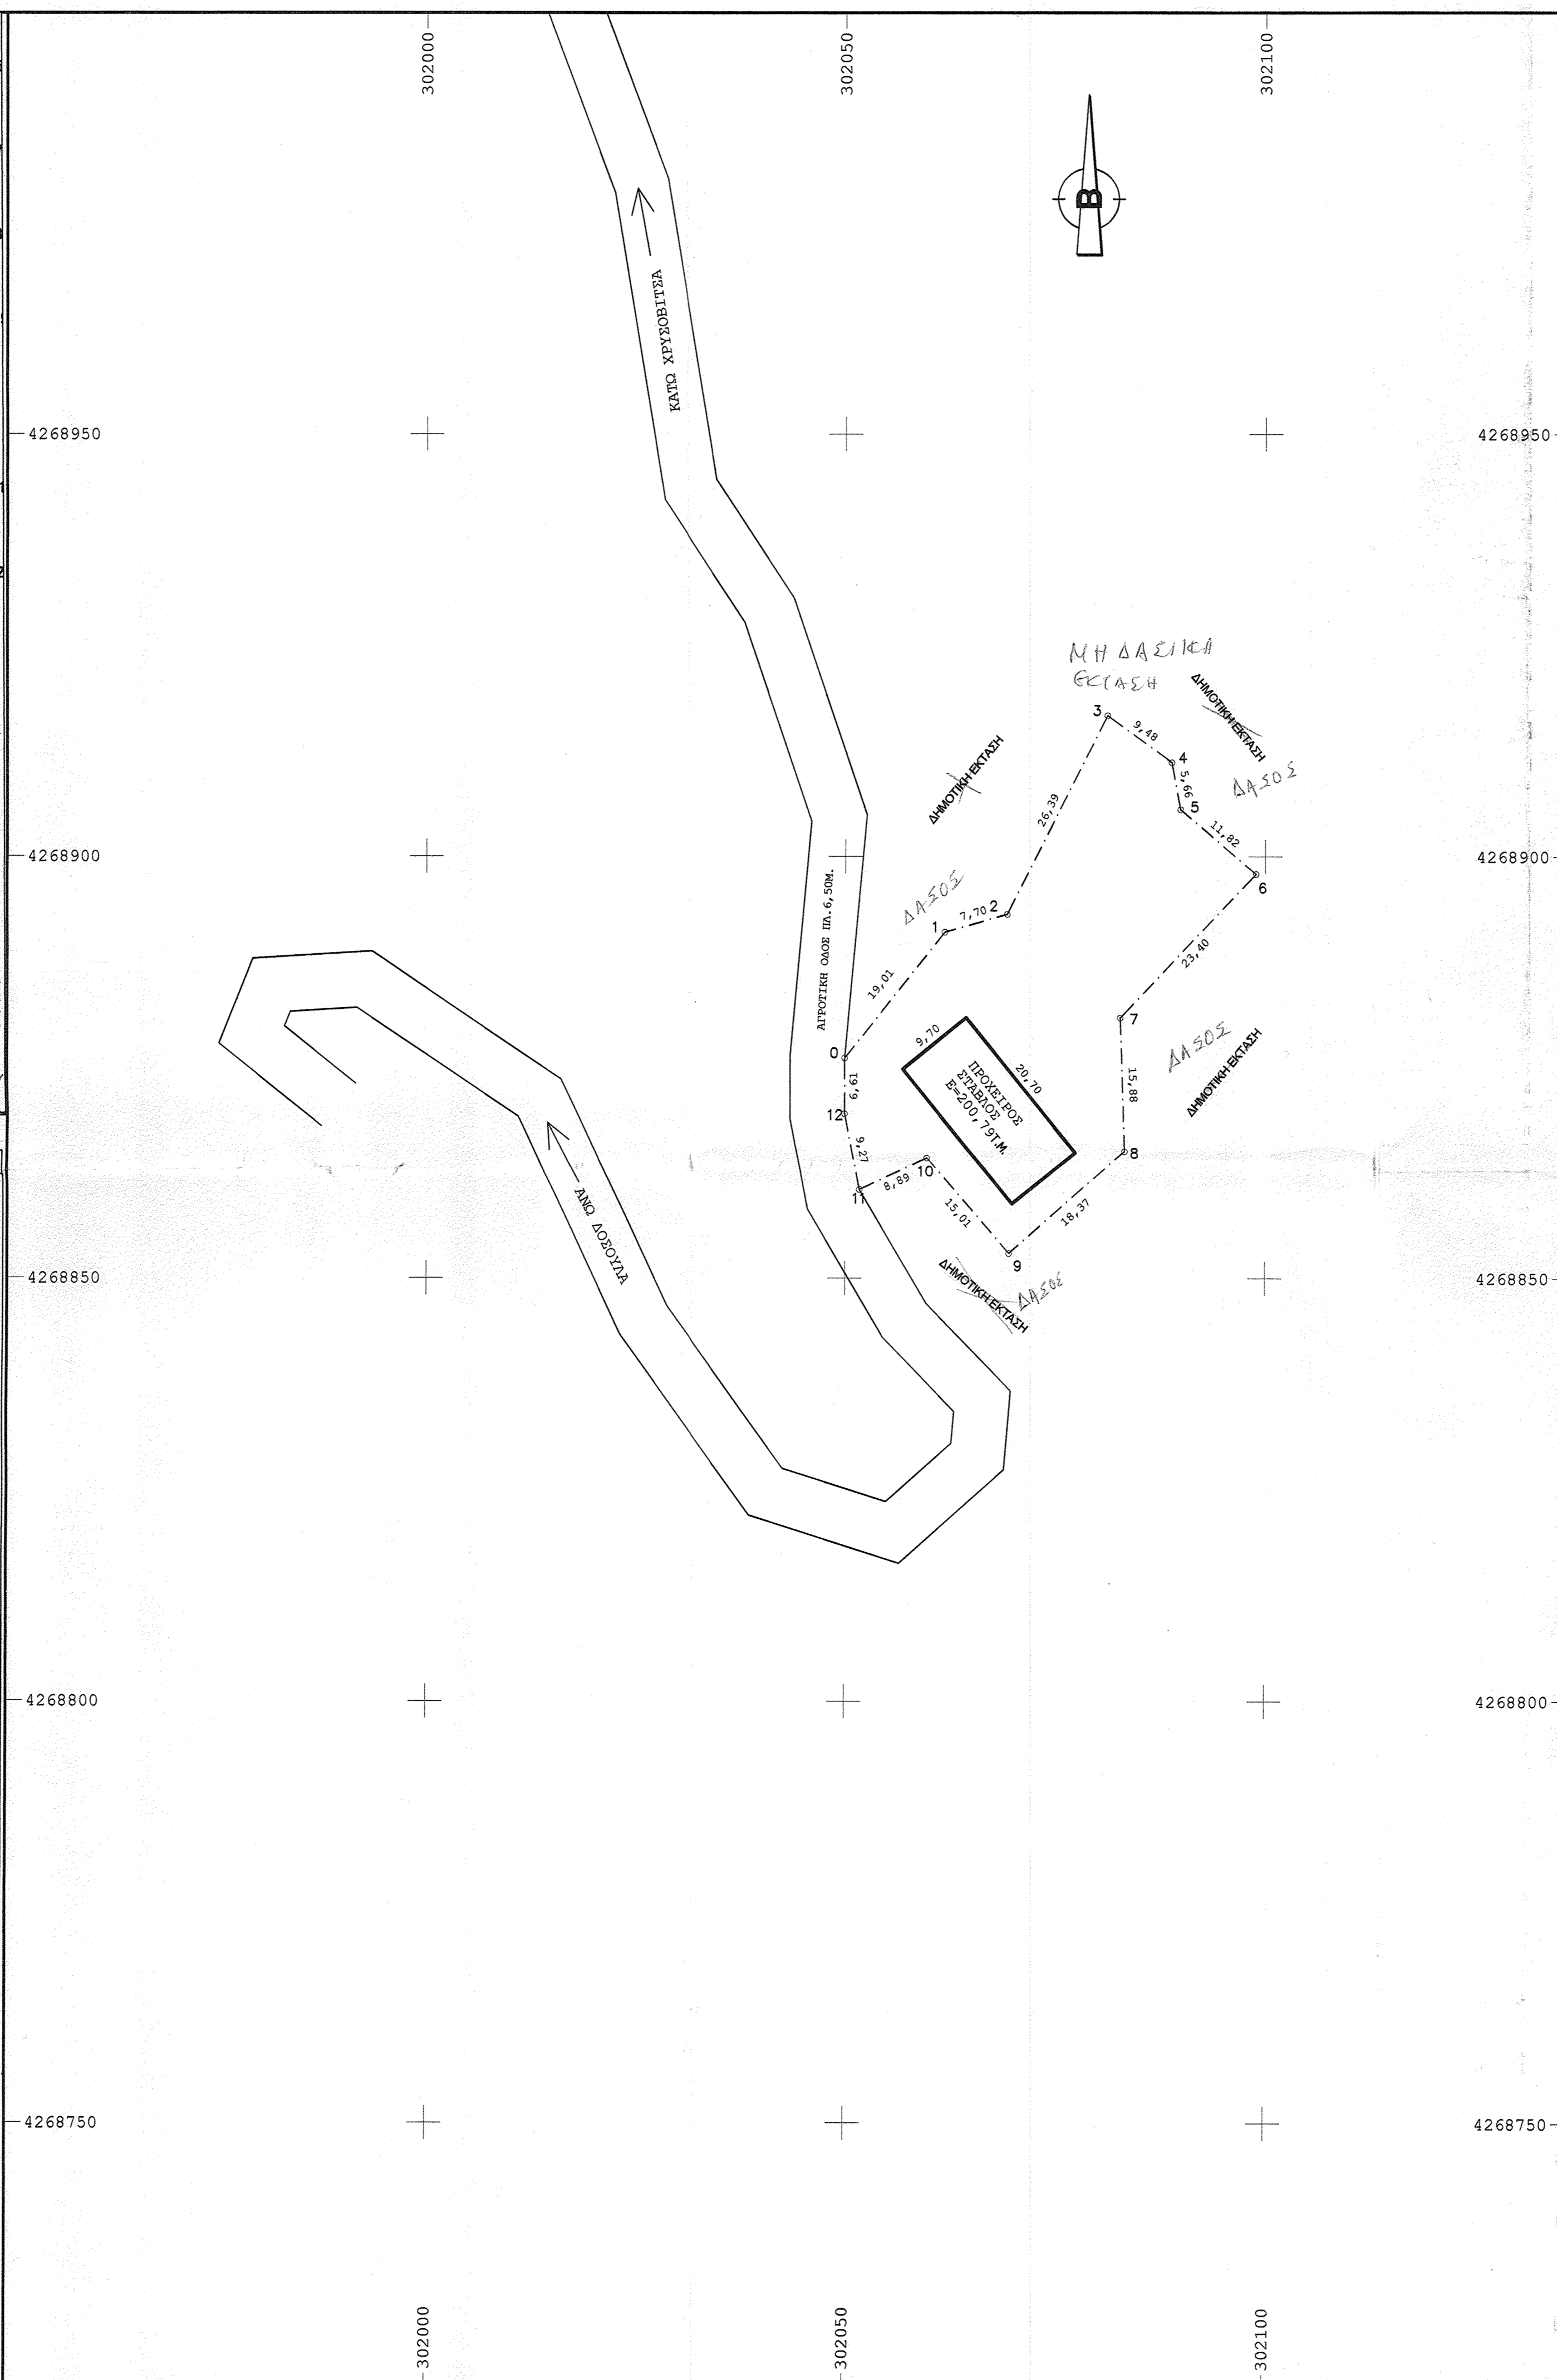 302000
302050
302100
Β
ΚΑΤΩ ΧΡΥΣΟΒΙΤΣΑ
4268950
4268950
ΜΗ ΔΑΣΙΚΑ
ΕΚΤΑΣΗ
ΔΗΜΟΤΙΚΗ ΕΚΤΑΣΗ
3
9,48
ΔΗΜΟΤΙΚΗ ΕΚΤΑΣΗ
4
5,66
ΔΑΣΟΣ
5
26,39
11,82
4268900
4268900
6
ΑΓΡΟΤΙΚΗ ΟΔΟΣ ΠΛ.6,50Μ.
ΔΑΣΟΣ
1
7,70
2
23,40
19,01
7
ΔΑΣΟΣ
ΔΗΜΟΤΙΚΗ ΕΚΤΑΣΗ
0
9,70
20,70
ΠΡΟΧΕΙΡΟΣ
ΣΤΑΒΛΟΣ
Ε=200,79Τ.Μ.
6,61
15,88
12
9,27
8
10
8,89
11
15,01
18,37
9
ΑΝΩ ΔΟΣΟΥΛΑ
ΔΗΜΟΤΙΚΗ ΕΚΤΑΣΗ
ΔΑΣΟΣ
4268850
4268850
4268800
4268800
4268750
4268750
302000
302050
302100